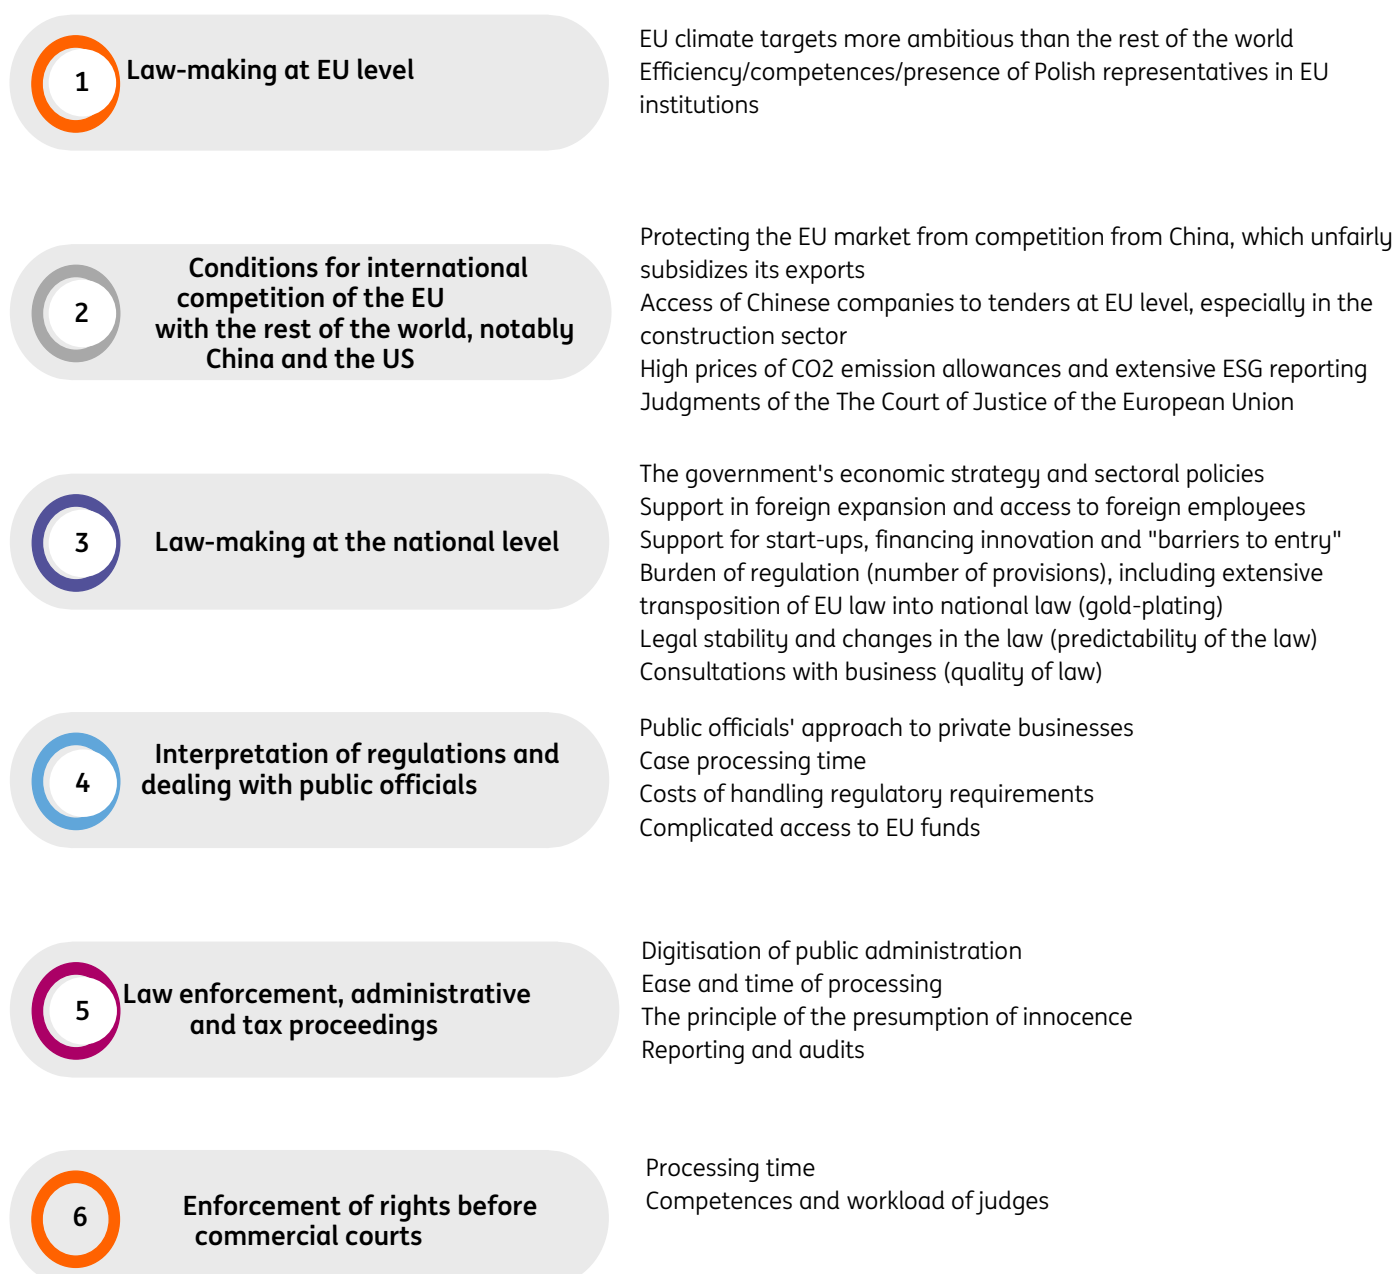 1
Law-making at EU level
EU climate targets more ambitious than the rest of the world
Efficiency/competences/presence of Polish representatives in EU
institutions
2
Conditions for international
competition of the EU
with the rest of the world, notably
China and the US
Protecting the EU market from competition from China, which unfairly
subsidizes its exports
Access of Chinese companies to tenders at EU level, especially in the
construction sector
High prices of CO2 emission allowances and extensive ESG reporting
Judgments of the The Court of Justice of the European Union
3
Law-making at the national level
The government's economic strategy and sectoral policies
Support in foreign expansion and access to foreign employees
Support for start-ups, financing innovation and "barriers to entry"
Burden of regulation (number of provisions), including extensive
transposition of EU law into national law (gold-plating)
Legal stability and changes in the law (predictability of the law)
Consultations with business (quality of law)
4
Interpretation of regulations and
dealing with public officials
Public officials' approach to private businesses
Case processing time
Costs of handling regulatory requirements
Complicated access to EU funds
5
Law enforcement, administrative
and tax proceedings
Digitisation of public administration
Ease and time of processing
The principle of the presumption of innocence
Reporting and audits
6
Enforcement of rights before
commercial courts
Processing time
Competences and workload of judges